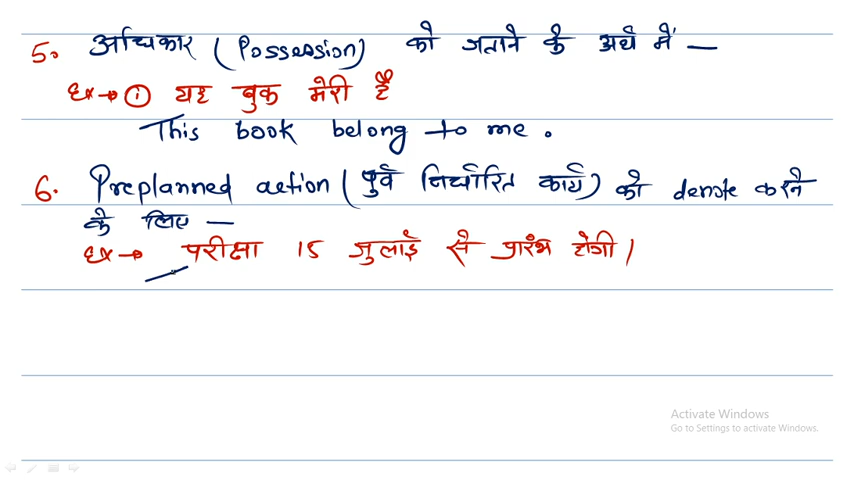 5. अधिकार (Possession) को जताने के अर्थ में —
Ex → ① यह बुक मेरी है
This book belong to me .
6. Preplanned action (पुर्व निर्धारित कार्य) को denote करने
के लिए —
Ex → परीक्षा 15 जुलाई से प्रारंभ होगी।
Activate Windows
Go to Settings to activate Windows.